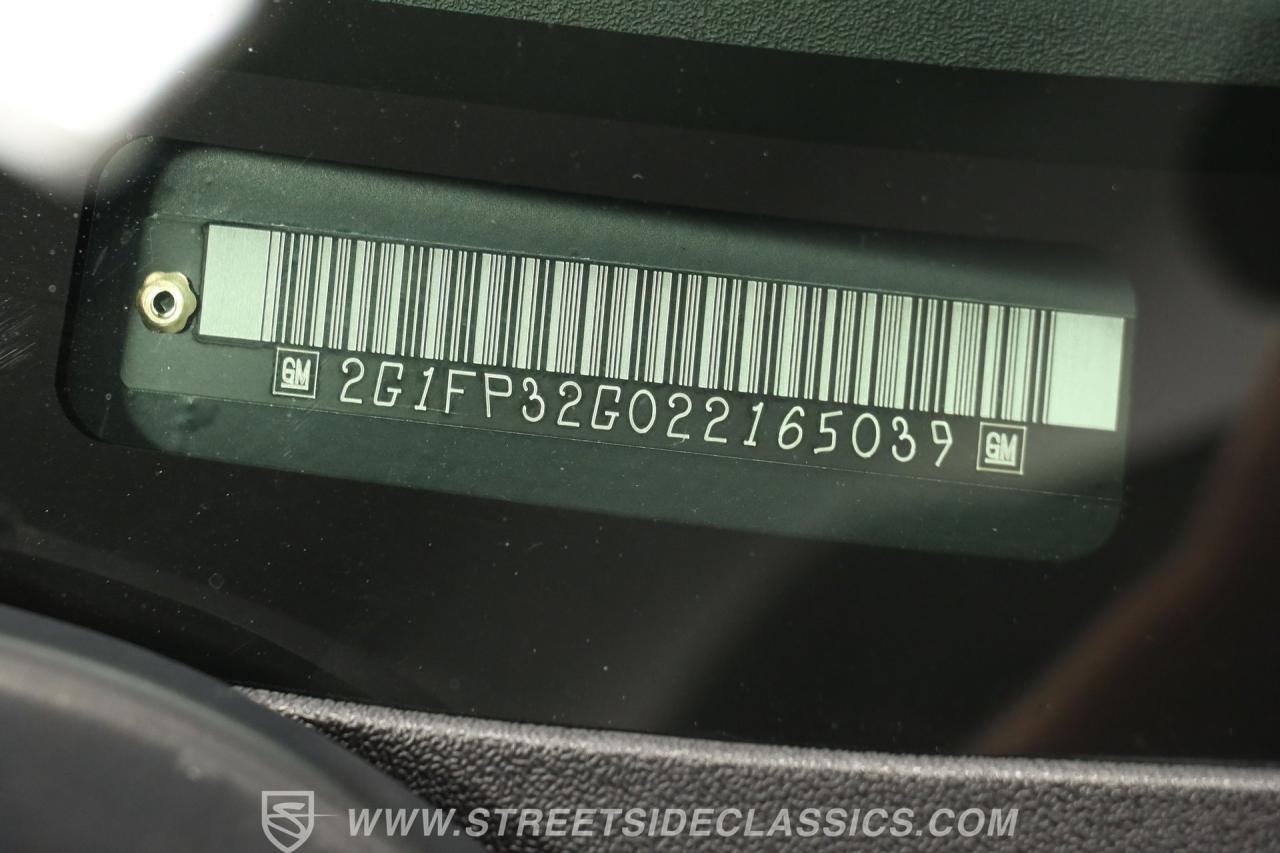 GM 2G1FP32G022165039 GM
WWW.STREETSIDECLASSICS.COM